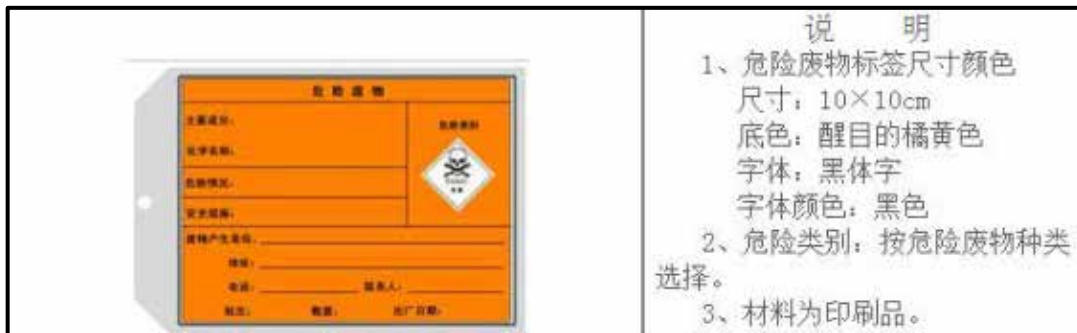 危 险 废 物
主要成分：
化学名称：
危险类别
危险情况：
安全措施：
废物产生单位：
地址：
电话： 联系人：
批次： 数量： 出厂日期：
说 明
1、危险废物标签尺寸颜色
尺寸：10×10cm
底色：醒目的橘黄色
字体：黑体字
字体颜色：黑色
2、危险类别：按危险废物种类
选择。
3、材料为印刷品。